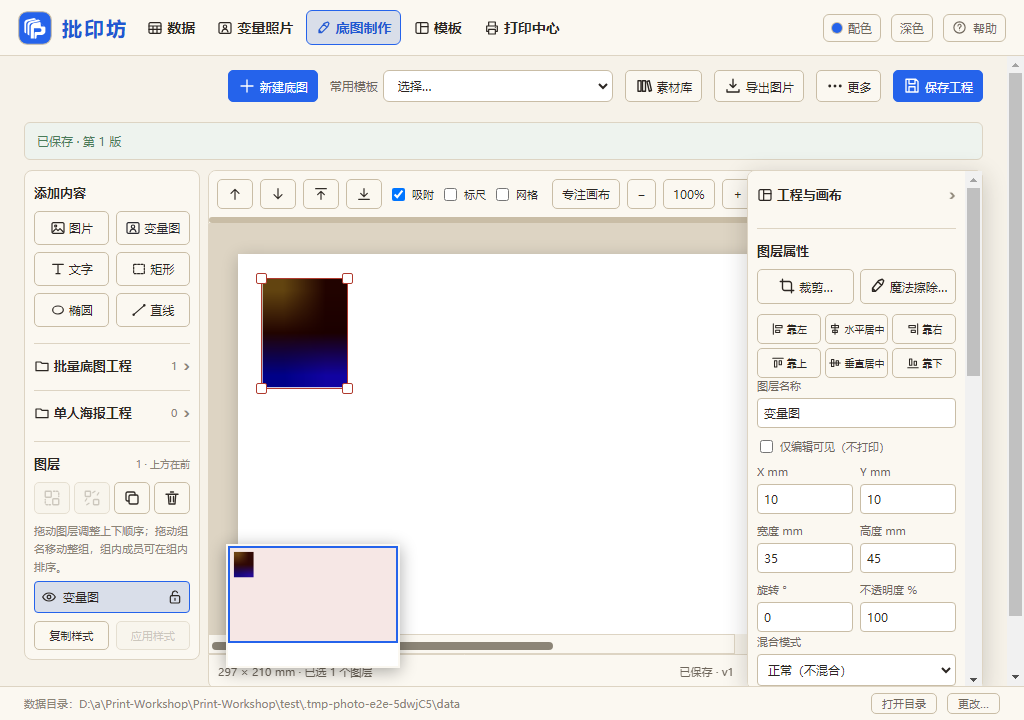 批印坊
数据
变量照片
底图制作
模板
打印中心
配色
深色
帮助
新建底图
常用模板
选择...
素材库
导出图片
更多
保存工程
已保存 · 第 1 版
添加内容
图片
变量图
文字
矩形
椭圆
直线
批量底图工程
1
单人海报工程
0
图层
1 · 上方在前
拖动图层调整上下顺序；拖动组
名移动整组，组内成员可在组内
排序。
变量图
复制样式
应用样式
吸附
标尺
网格
专注画布
−
100%
+
297 × 210 mm · 已选 1 个图层
已保存 · v1
工程与画布
图层属性
裁剪...
魔法擦除...
靠左
水平居中
靠右
靠上
垂直居中
靠下
图层名称
变量图
仅编辑可见（不打印）
X mm
Y mm
10
10
宽度 mm
高度 mm
35
45
旋转 °
不透明度 %
0
100
混合模式
正常（不混合）
数据目录：D:\a\Print-Workshop\Print-Workshop\test\.tmp-photo-e2e-5dwjC5\data
打开目录
更改...